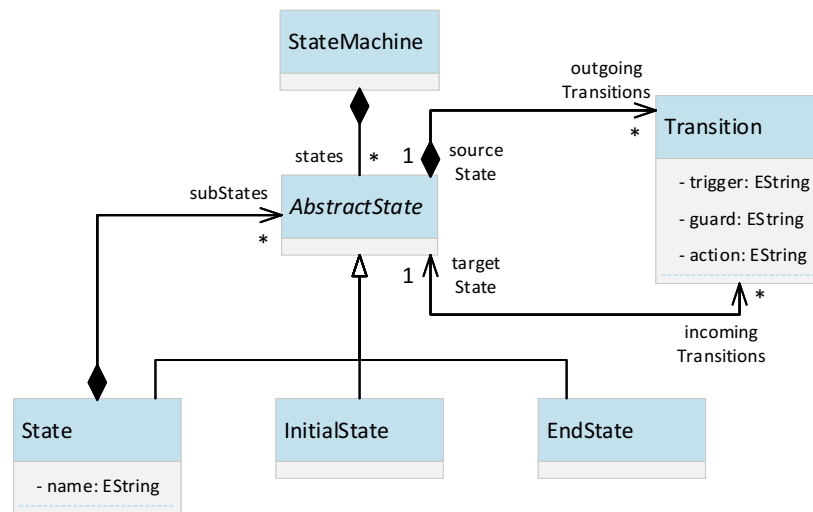 StateMachine
outgoing
Transitions
*
Transition
- trigger: EString
- guard: EString
- action: EString
states
*
1
source
State
subStates
*
AbstractState
1
target
State
*
incoming
Transitions
State
- name: EString
InitialState
EndState